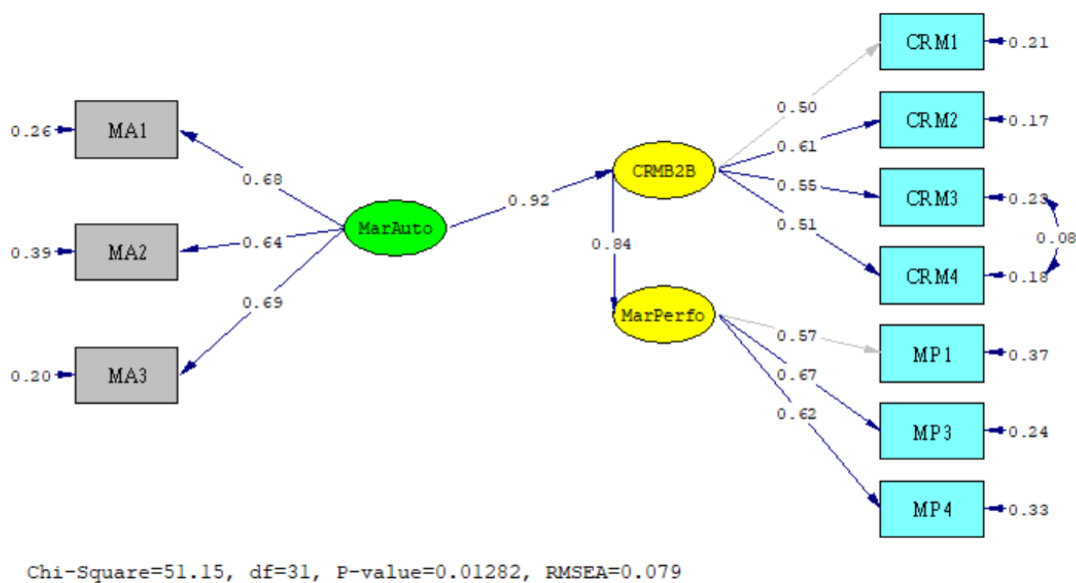 0.26
MA1
0.68
0.39
MA2
0.64
0.20
MA3
0.69
MarAuto
0.92
CRMB2B
0.84
MarPerfo
0.50
CRM1
0.21
0.61
CRM2
0.17
0.55
CRM3
0.23
0.51
CRM4
0.18
0.08
0.57
MP1
0.37
0.67
MP3
0.24
0.62
MP4
0.33
Chi-Square=51.15, df=31, P-value=0.01282, RMSEA=0.079